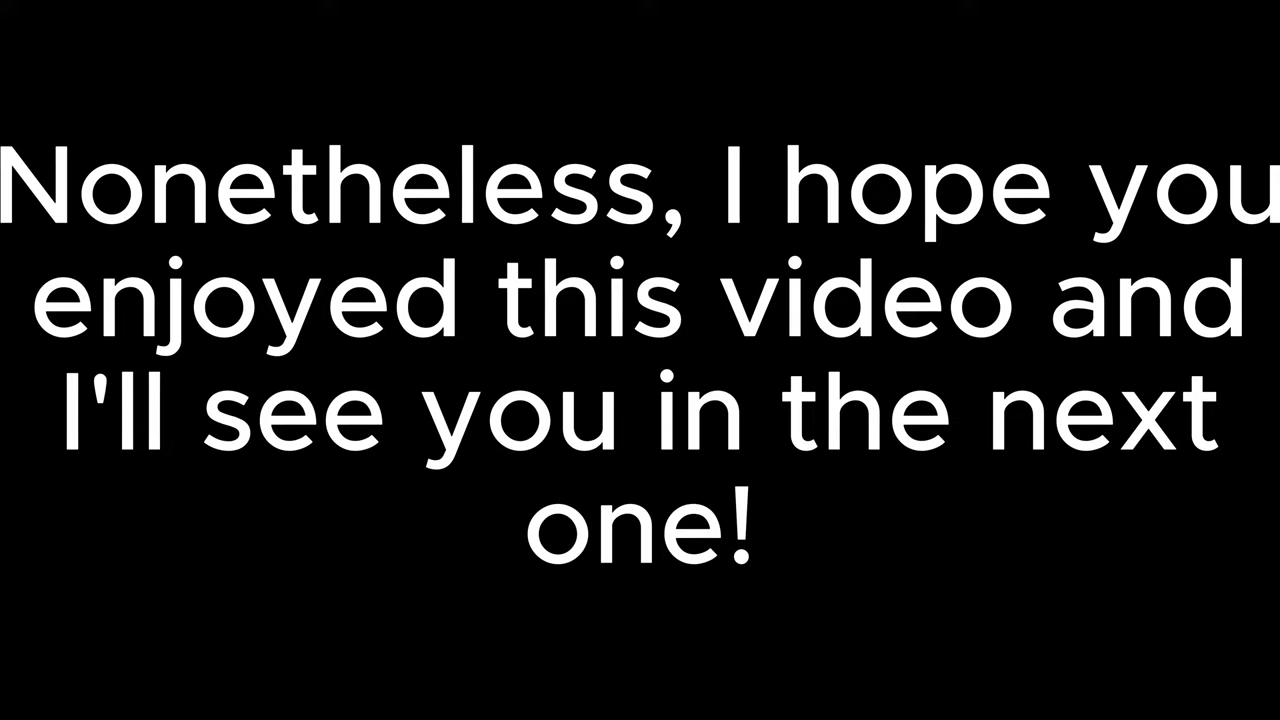 Nonetheless, I hope you
enjoyed this video and
I'll see you in the next
one!